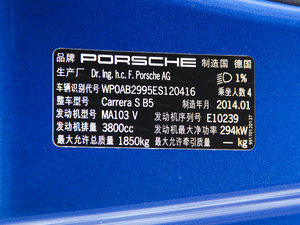 品牌 PORSCHE 制造国 德国
生产厂 Dr. Ing. h.c. F. Porsche AG 1%
车辆识别代号 WP0AB2995ES120416 乘坐人数 4
整车型号 Carrera S B5 制造年月 2014.01
发动机型号 MA103 V 发动机序列号 E10239
发动机排量 3800cc 发动机最大净功率 294kW
最大允许总质量 1850kg 最大允许牵引质量 — kg